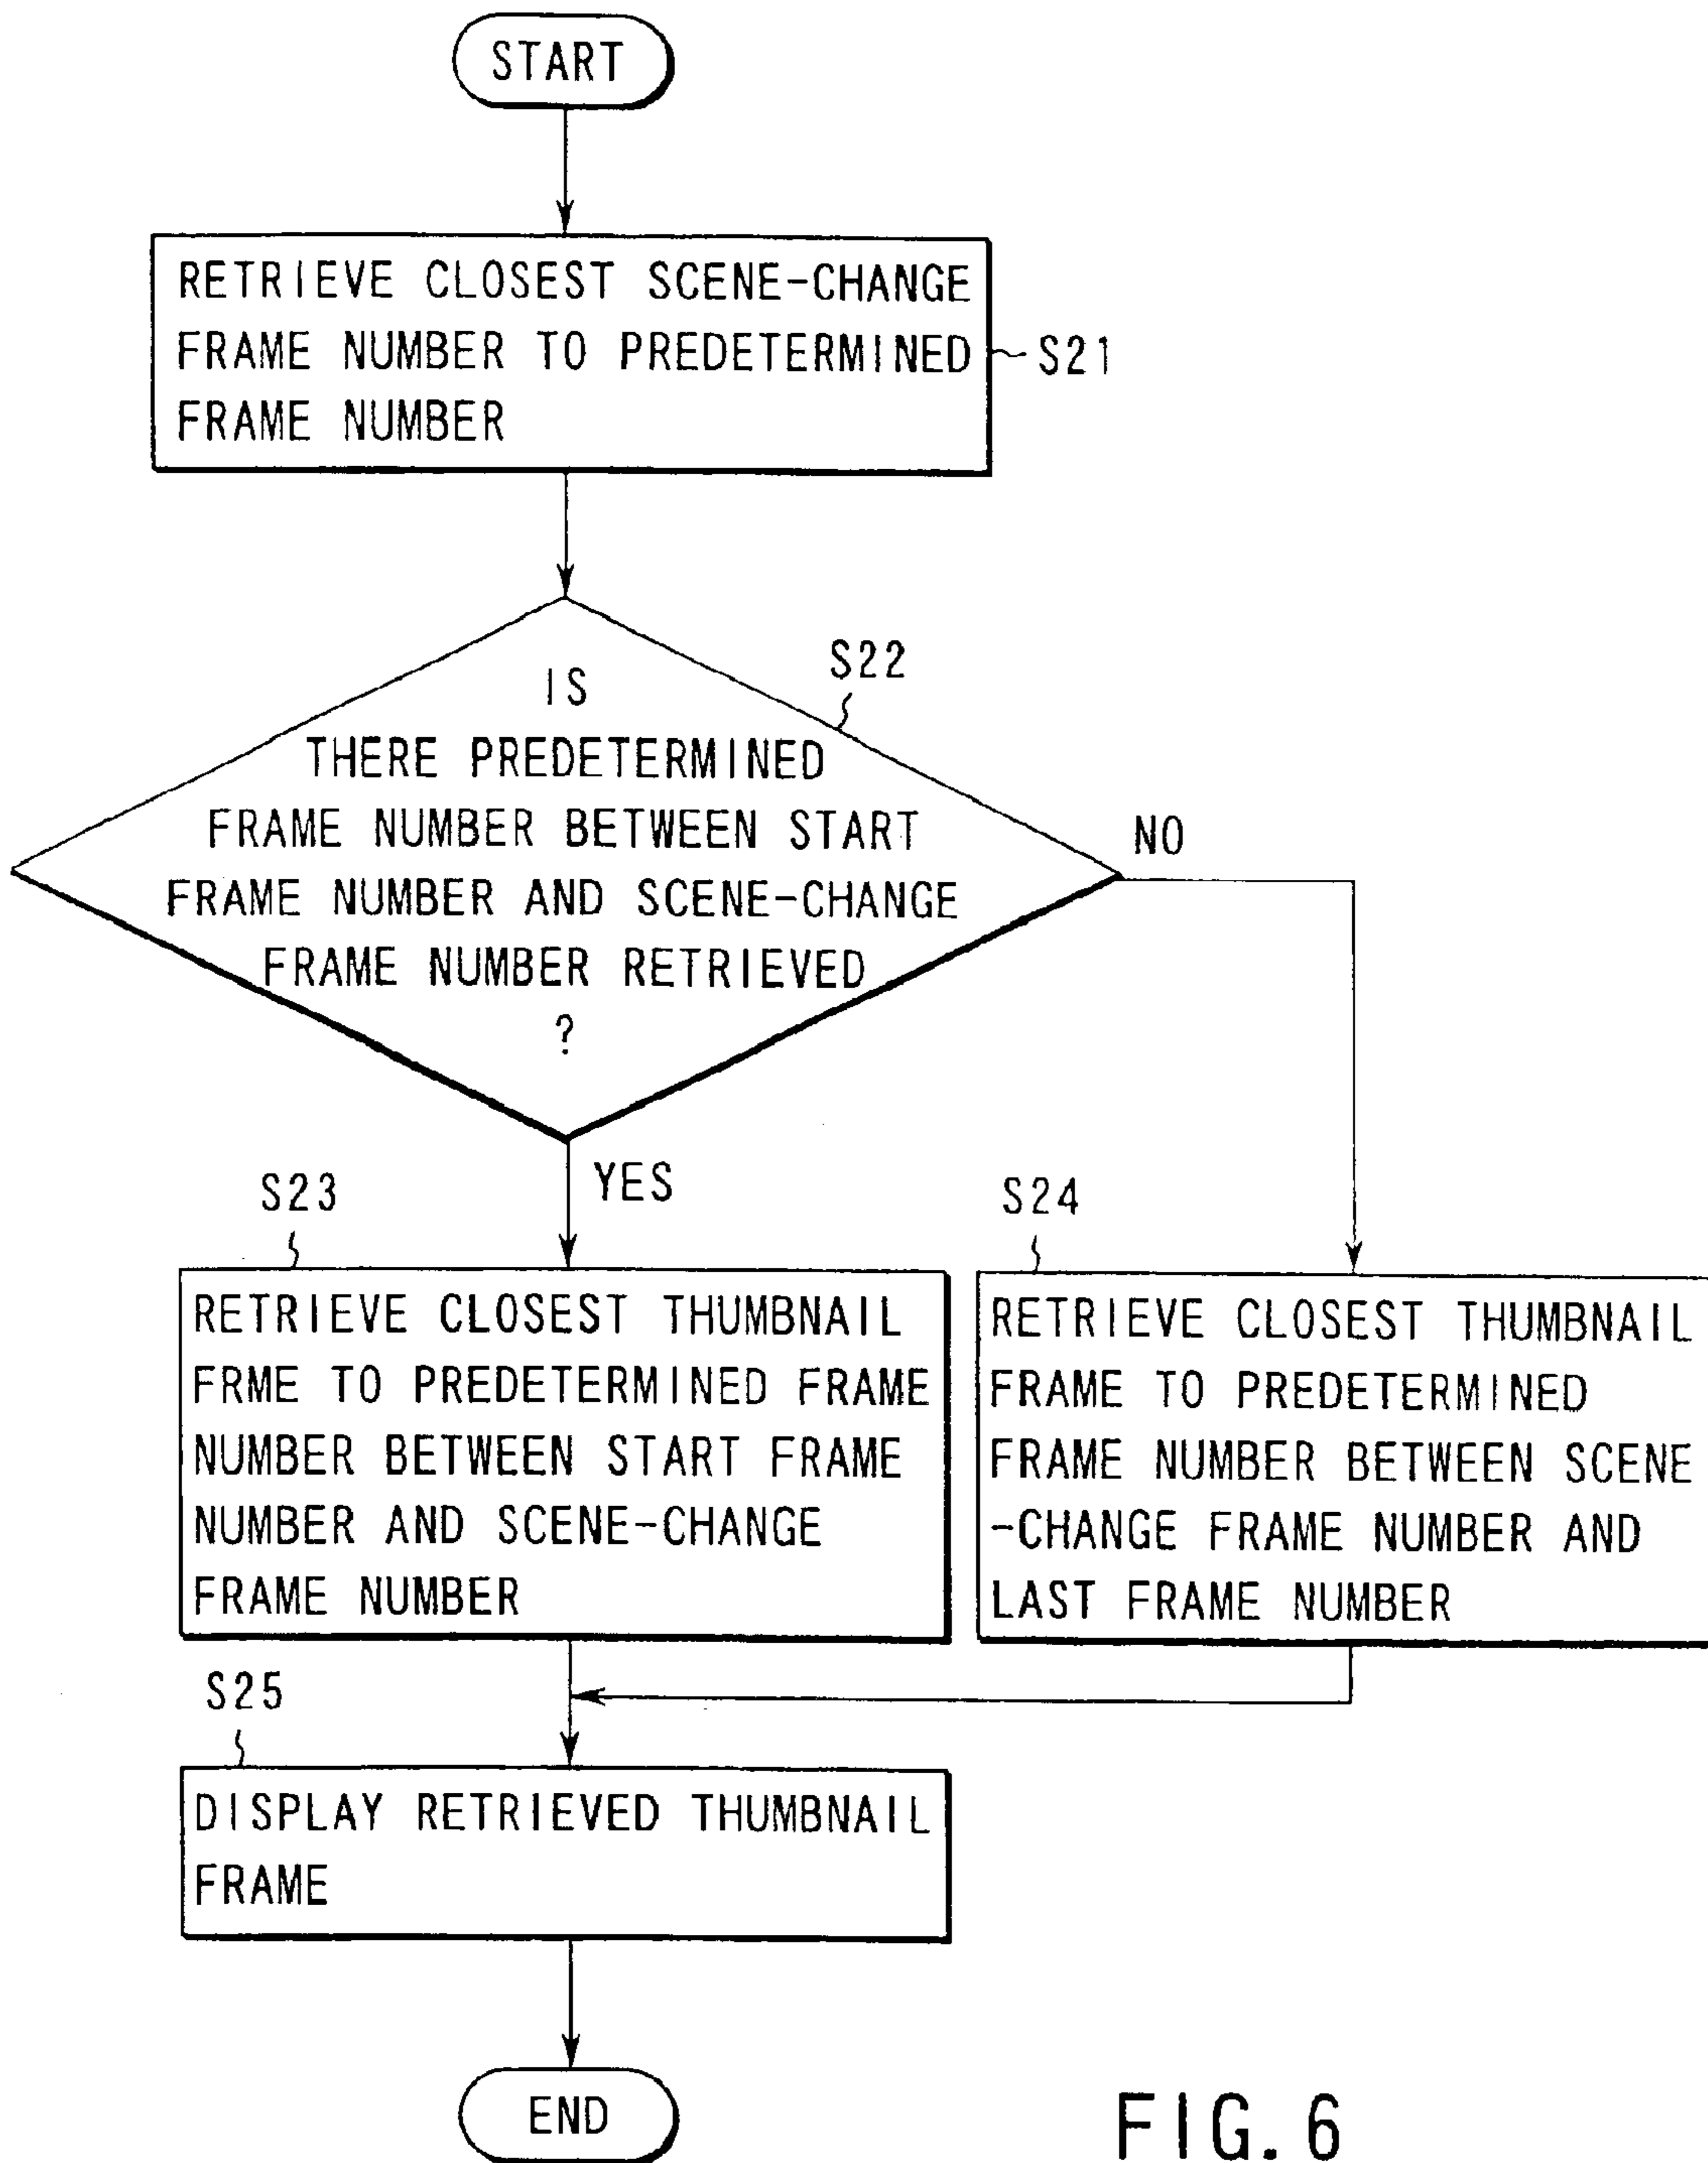 START
RETRIEVE CLOSEST SCENE-CHANGE
FRAME NUMBER TO PREDETERMINED
FRAME NUMBER
S21
S22
IS
THERE PREDETERMINED
FRAME NUMBER BETWEEN START
FRAME NUMBER AND SCENE-CHANGE
FRAME NUMBER RETRIEVED
?
NO
YES
S23
RETRIEVE CLOSEST THUMBNAIL
FRME TO PREDETERMINED FRAME
NUMBER BETWEEN START FRAME
NUMBER AND SCENE-CHANGE
FRAME NUMBER
S24
RETRIEVE CLOSEST THUMBNAIL
FRAME TO PREDETERMINED
FRAME NUMBER BETWEEN SCENE
-CHANGE FRAME NUMBER AND
LAST FRAME NUMBER
S25
DISPLAY RETRIEVED THUMBNAIL
FRAME
END
FIG. 6